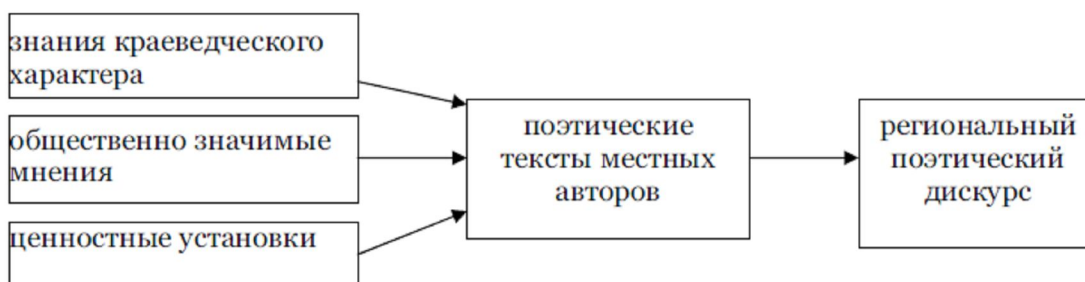 знания краеведческого
характера
общественно значимые
мнения
ценностные установки
поэтические
тексты местных
авторов
региональный
поэтический
дискурс